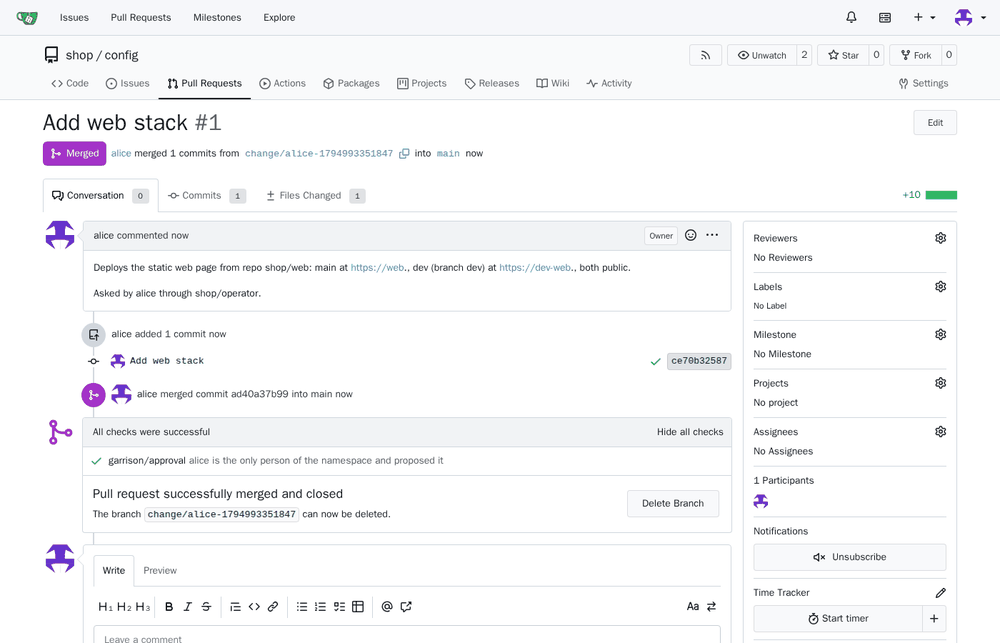 Issues Pull Requests Milestones Explore
shop / config
Unwatch 2 Star 0 Fork 0
Code Issues Pull Requests Actions Packages Projects Releases Wiki Activity Settings
Add web stack #1
Edit
Merged alice merged 1 commits from change/alice-1794993351847 into main now
Conversation 0 Commits 1 Files Changed 1 +10
alice commented now Owner
Deploys the static web page from repo shop/web: main at https://web., dev (branch dev) at https://dev-web., both public.
Asked by alice through shop/operator.
alice added 1 commit now
Add web stack ce70b32587
alice merged commit ad40a37b99 into main now
All checks were successful Hide all checks
garrison/approval alice is the only person of the namespace and proposed it
Pull request successfully merged and closed
The branch change/alice-1794993351847 can now be deleted.
Delete Branch
Write Preview
H1 H2 H3 B I S Aa
Leave a comment
Reviewers
No Reviewers
Labels
No Label
Milestone
No Milestone
Projects
No project
Assignees
No Assignees
1 Participants
Notifications
Unsubscribe
Time Tracker
Start timer